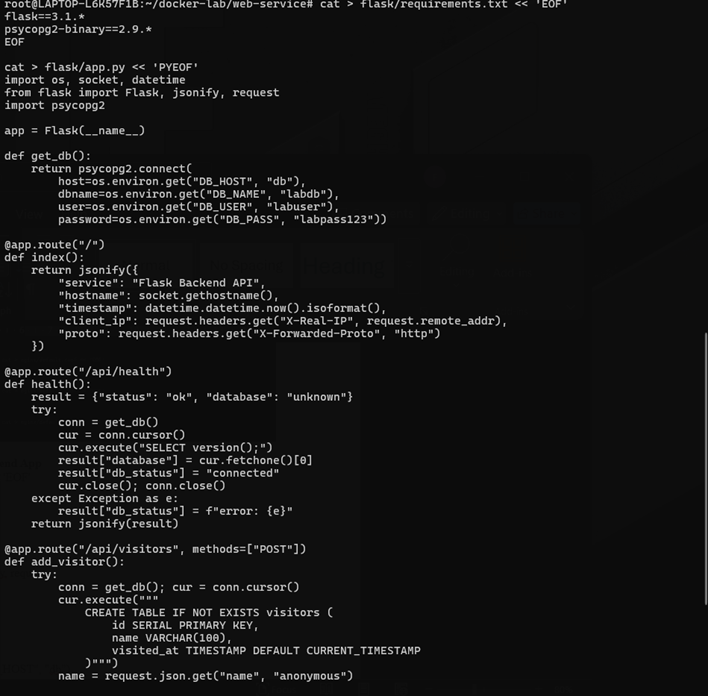 root@LAPTOP-L6K57F1B:~/docker-lab/web-service# cat > flask/requirements.txt << 'EOF'
flask==3.1.*
psycopg2-binary==2.9.*
EOF

cat > flask/app.py << 'PYEOF'
import os, socket, datetime
from flask import Flask, jsonify, request
import psycopg2

app = Flask(__name__)

def get_db():
    return psycopg2.connect(
        host=os.environ.get("DB_HOST", "db"),
        dbname=os.environ.get("DB_NAME", "labdb"),
        user=os.environ.get("DB_USER", "labuser"),
        password=os.environ.get("DB_PASS", "labpass123"))

@app.route("/")
def index():
    return jsonify({
        "service": "Flask Backend API",
        "hostname": socket.gethostname(),
        "timestamp": datetime.datetime.now().isoformat(),
        "client_ip": request.headers.get("X-Real-IP", request.remote_addr),
        "proto": request.headers.get("X-Forwarded-Proto", "http")
    })

@app.route("/api/health")
def health():
    result = {"status": "ok", "database": "unknown"}
    try:
        conn = get_db()
        cur = conn.cursor()
        cur.execute("SELECT version();")
        result["database"] = cur.fetchone()[0]
        result["db_status"] = "connected"
        cur.close(); conn.close()
    except Exception as e:
        result["db_status"] = f"error: {e}"
    return jsonify(result)

@app.route("/api/visitors", methods=["POST"])
def add_visitor():
    try:
        conn = get_db(); cur = conn.cursor()
        cur.execute("""
            CREATE TABLE IF NOT EXISTS visitors (
                id SERIAL PRIMARY KEY,
                name VARCHAR(100),
                visited_at TIMESTAMP DEFAULT CURRENT_TIMESTAMP
            )""")
        name = request.json.get("name", "anonymous")